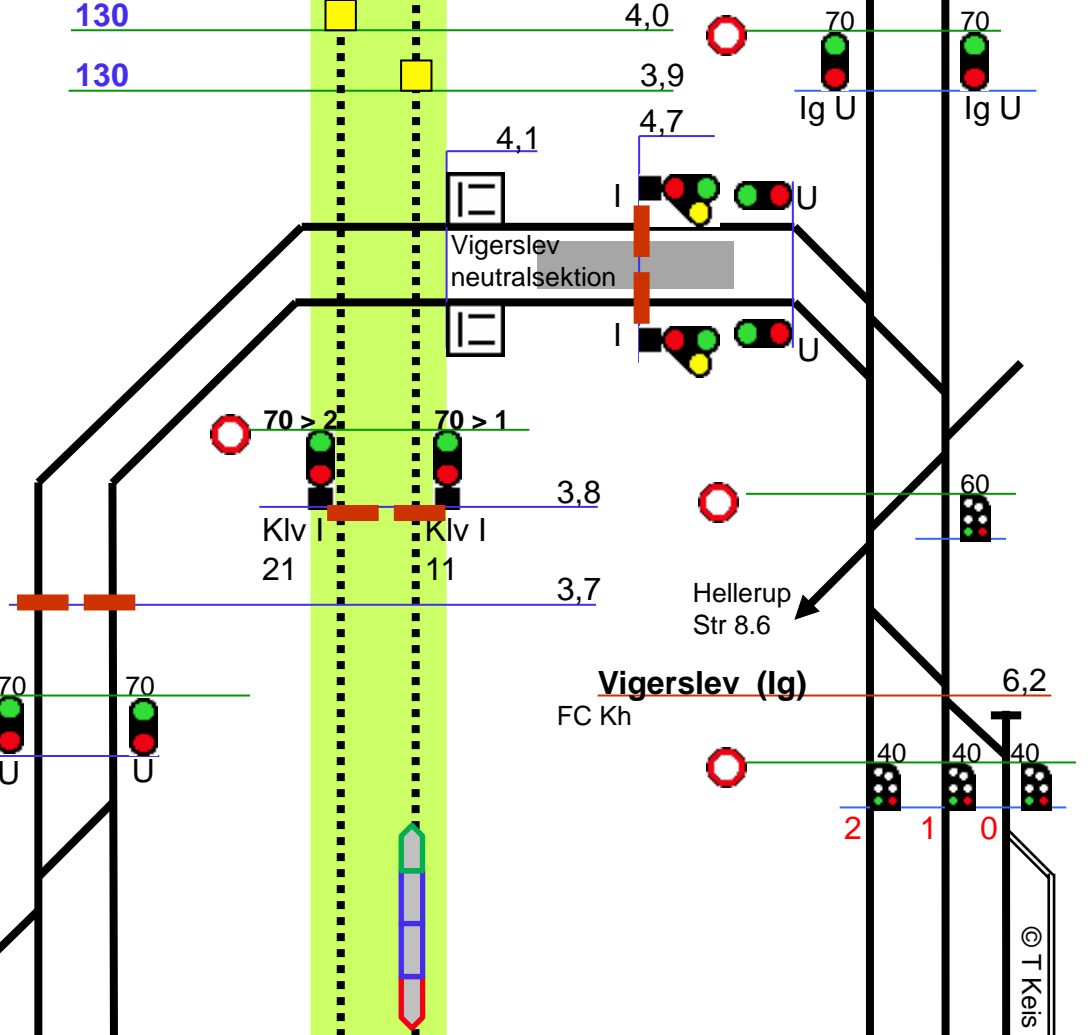 130
4,0
70
70
130
3,9
Ig U
Ig U
4,7
4,1
I
U
Vigerslev
neutralsektion
I
U
70 > 2
70 > 1
3,8
60
Klv I
Klv I
21
11
3,7
Hellerup
Str 8.6
70
70
Vigerslev (Ig)
6,2
FC Kh
U
U
40
40
40
2
1
0
© T Keis